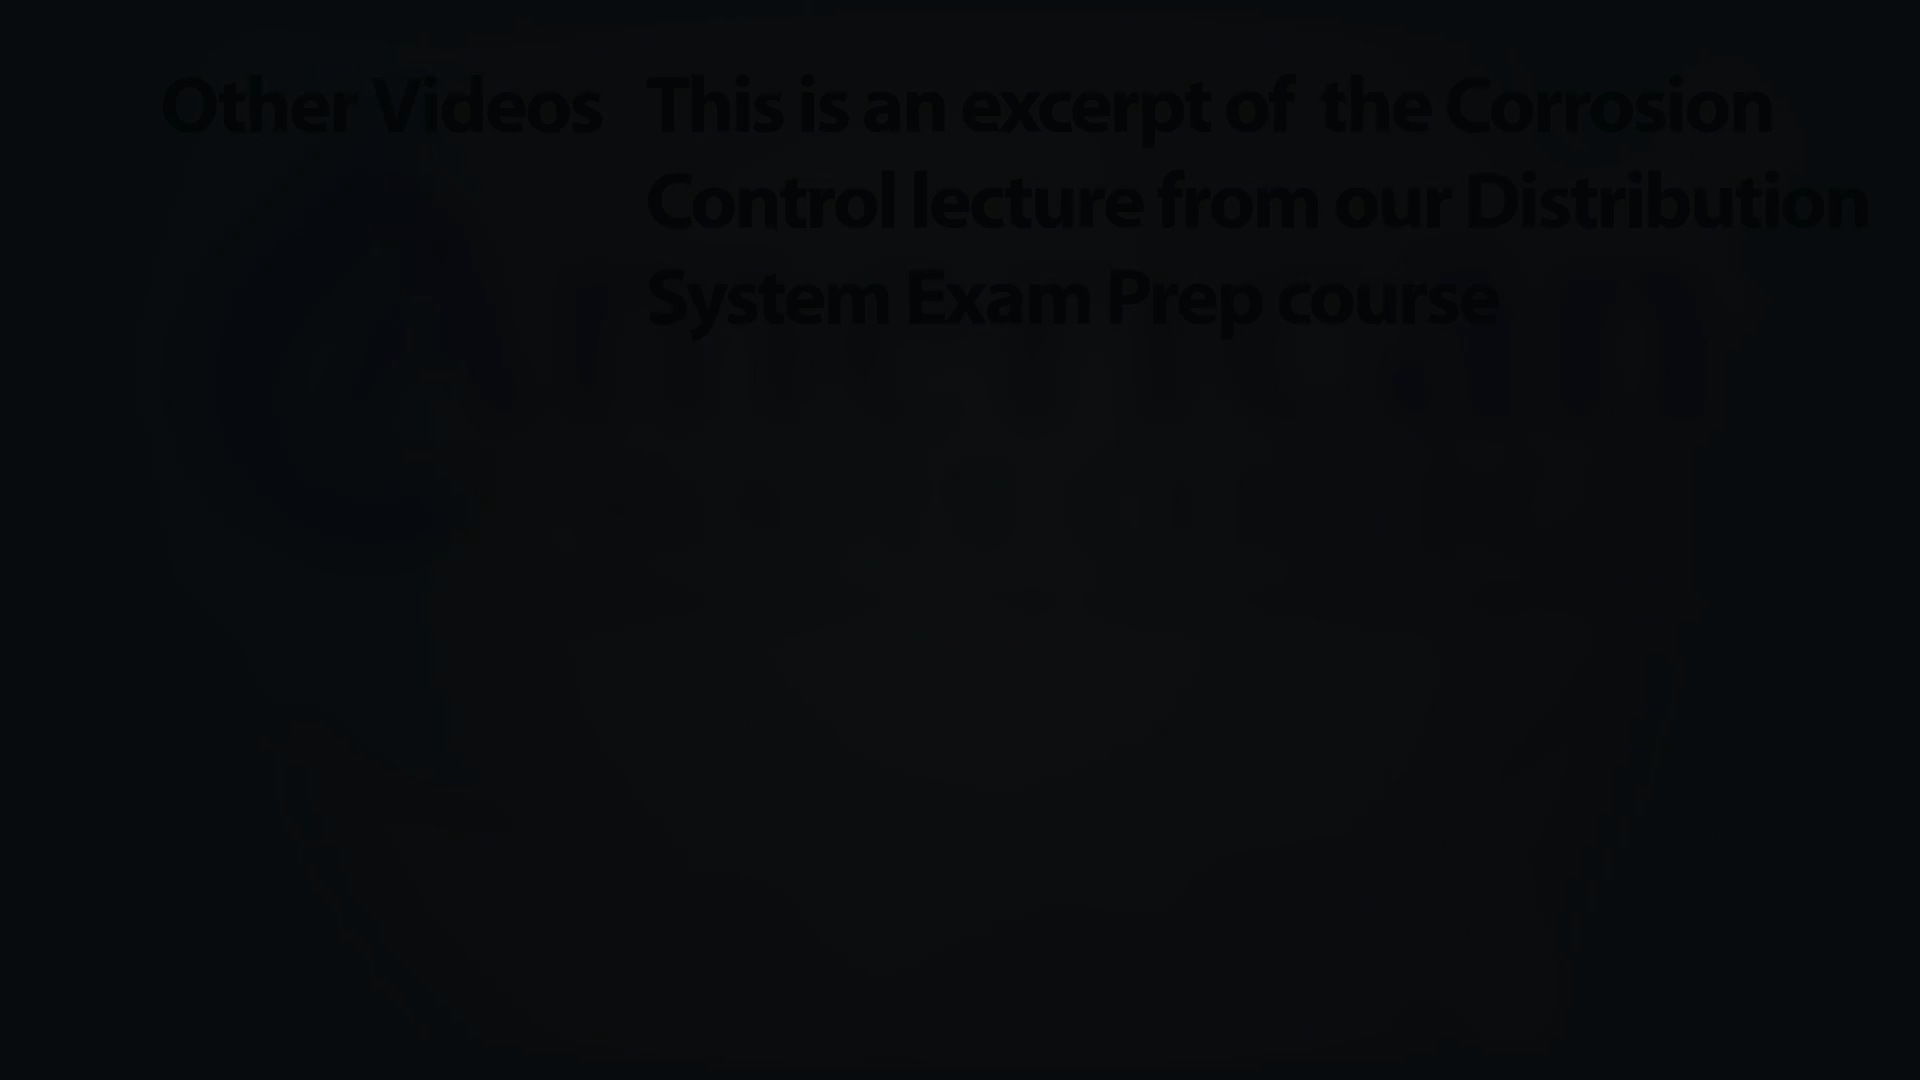 Other Videos
This is an excerpt of the Corrosion
Control lecture from our Distribution
System Exam Prep course